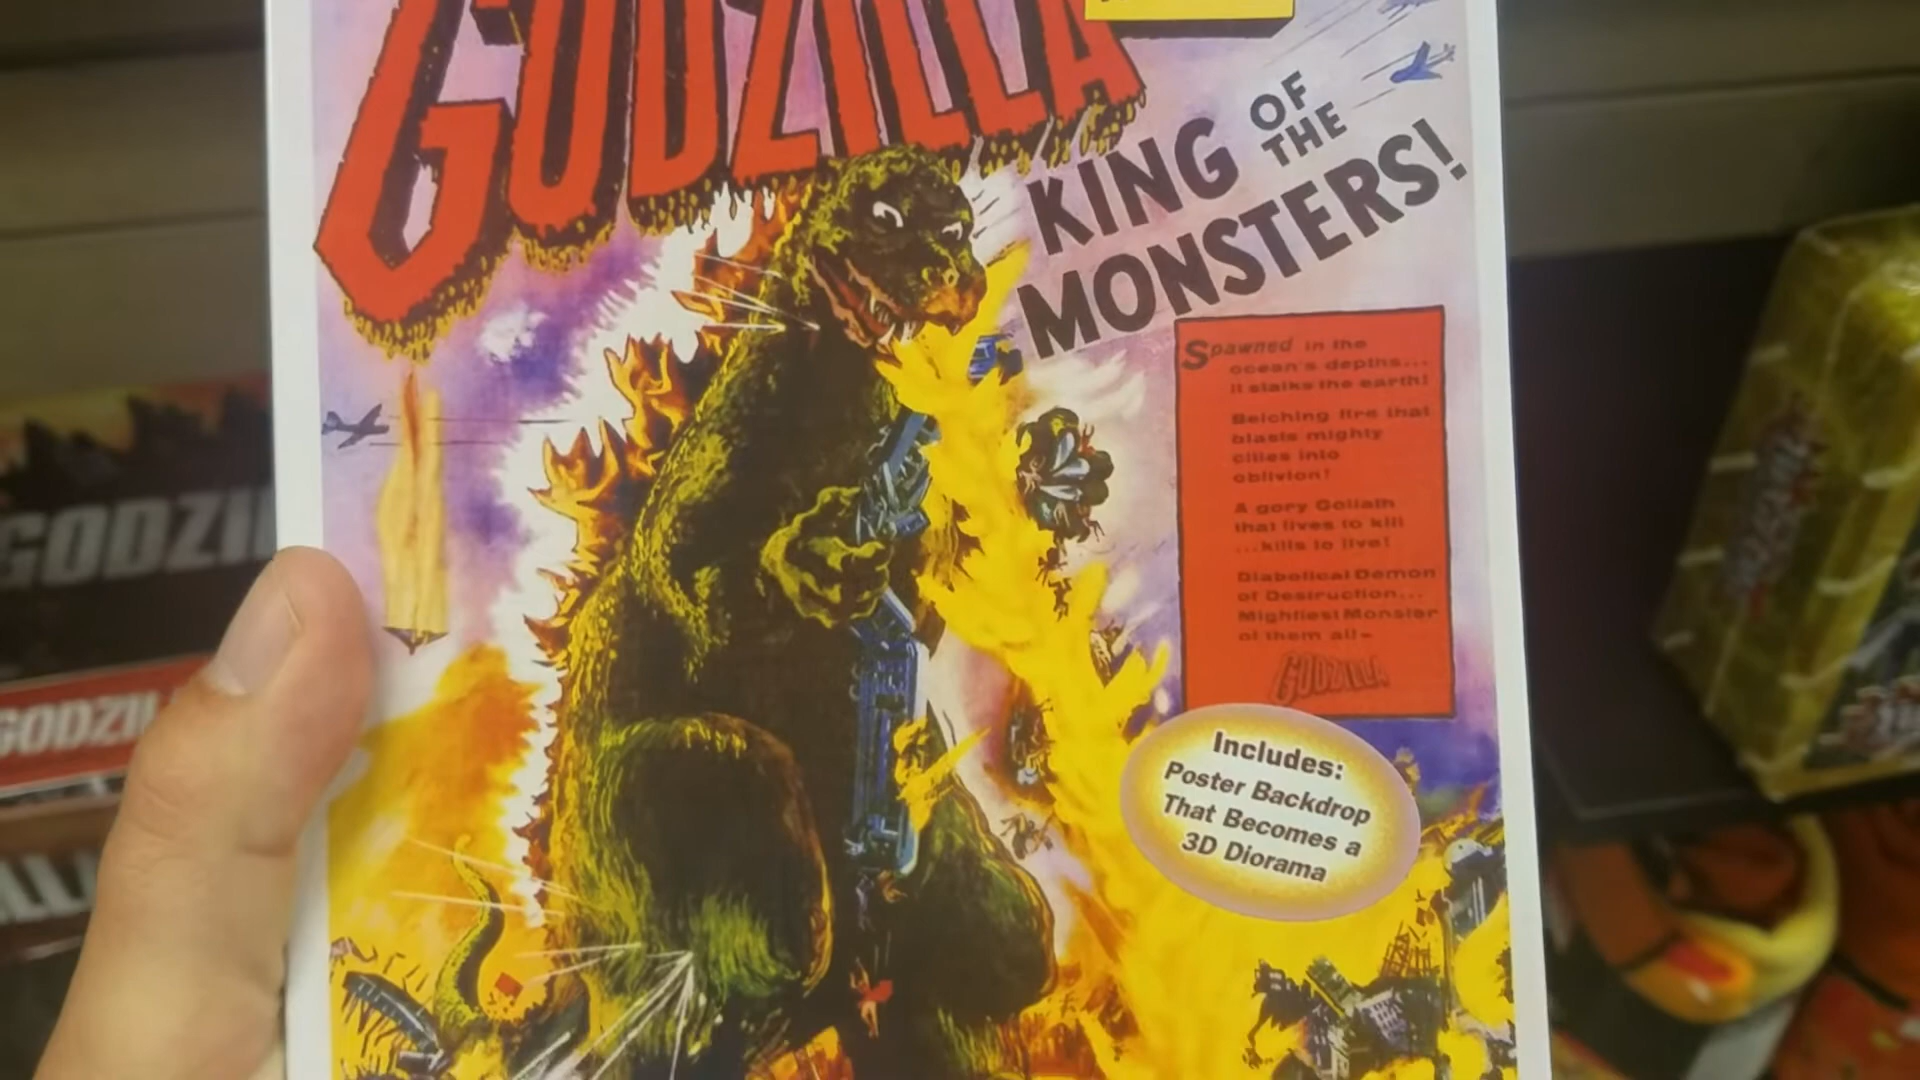 GODZILLA
KING
OF
THE
MONSTERS!
Spawned in the
ocean's depths...
it stalks the earth!
Belching fire that
blasts mighty
cities into
oblivion!
A gory Goliath
that lives to kill
...kills to live!
Diabolical Demon
of Destruction...
Mightiest Monster
of them all-
GODZILLA
Includes:
Poster Backdrop
That Becomes a
3D Diorama
GODZIL
GODZIL